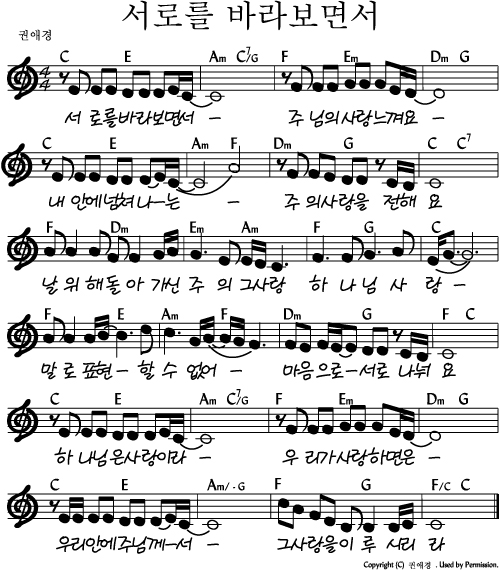 서로를 바라보면서
권애경
C E Am C7/G F Em Dm G
서 로를바라보면서 - 주 님의사랑느껴요 -
C E Am F Dm G C C7
내 안에넘쳐나-는 - 주 의사랑을 전해 요
F Dm G Em Am F G C
날 위 해돌 아 가신 주 의 그사랑 하 나 님 사 랑-
F E Am F Dm G F C
말 로 표현- 할 수 없어- 마음으로-서로 나눠 요
C E Am C7/G F Em Dm G
하 나님은사랑이라 - 우 리가사랑하면은 -
C E Am/·G F G F/C C
우리안에주님께-서 - 그사랑을이 루 시리 라
Copyright (C) 권애경 . Used by Permission.